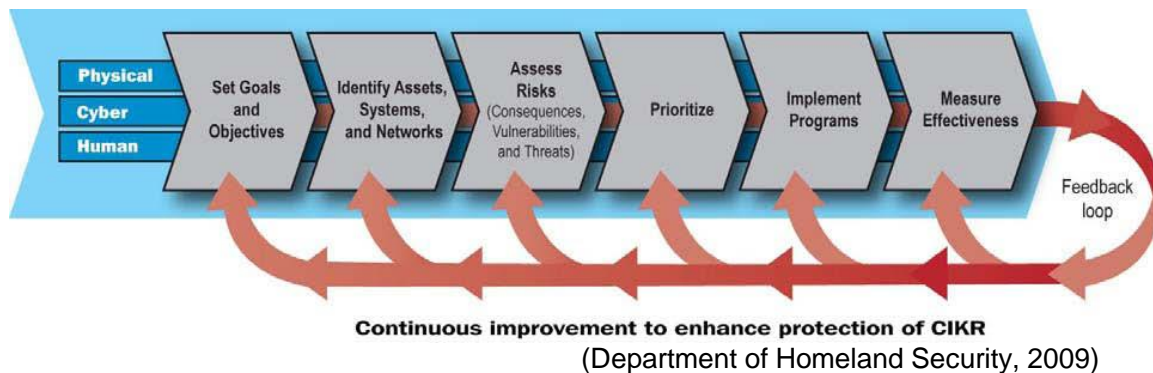 Physical
Cyber
Human
Set Goals
and
Objectives
Identify Assets,
Systems,
and Networks
Assess
Risks
(Consequences,
Vulnerabilities,
and Threats)
Prioritize
Implement
Programs
Measure
Effectiveness
Feedback
loop
Continuous improvement to enhance protection of CIKR
(Department of Homeland Security, 2009)